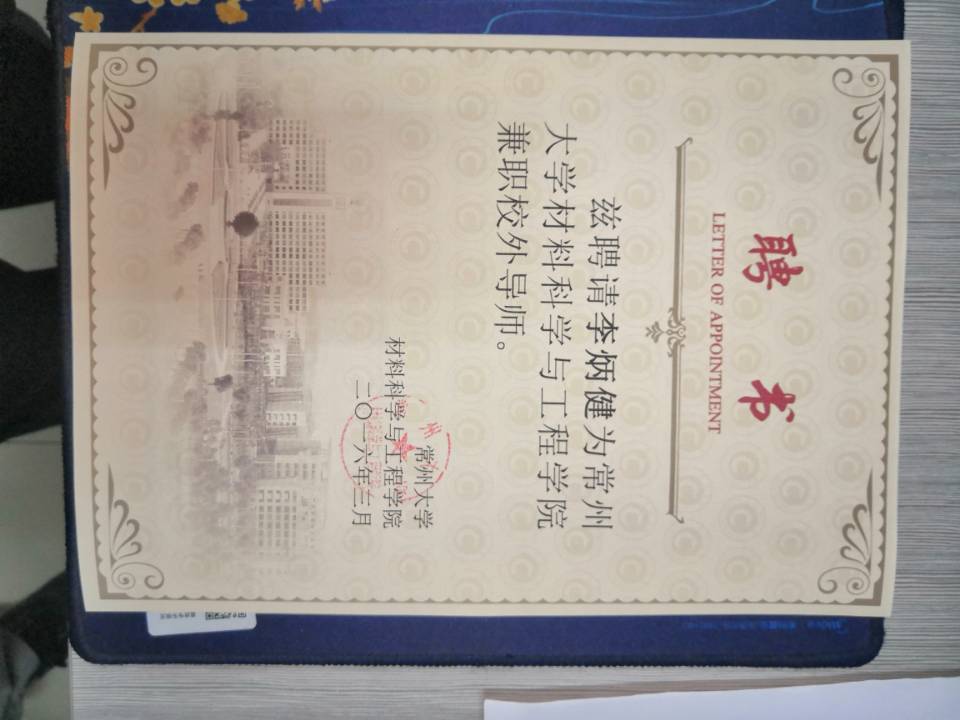 聘 书
LETTER OF APPOINTMENT
兹聘请李炳健为常州
大学材料科学与工程学院
兼职校外导师。
常州大学
材料科学与工程学院
二〇一六年三月